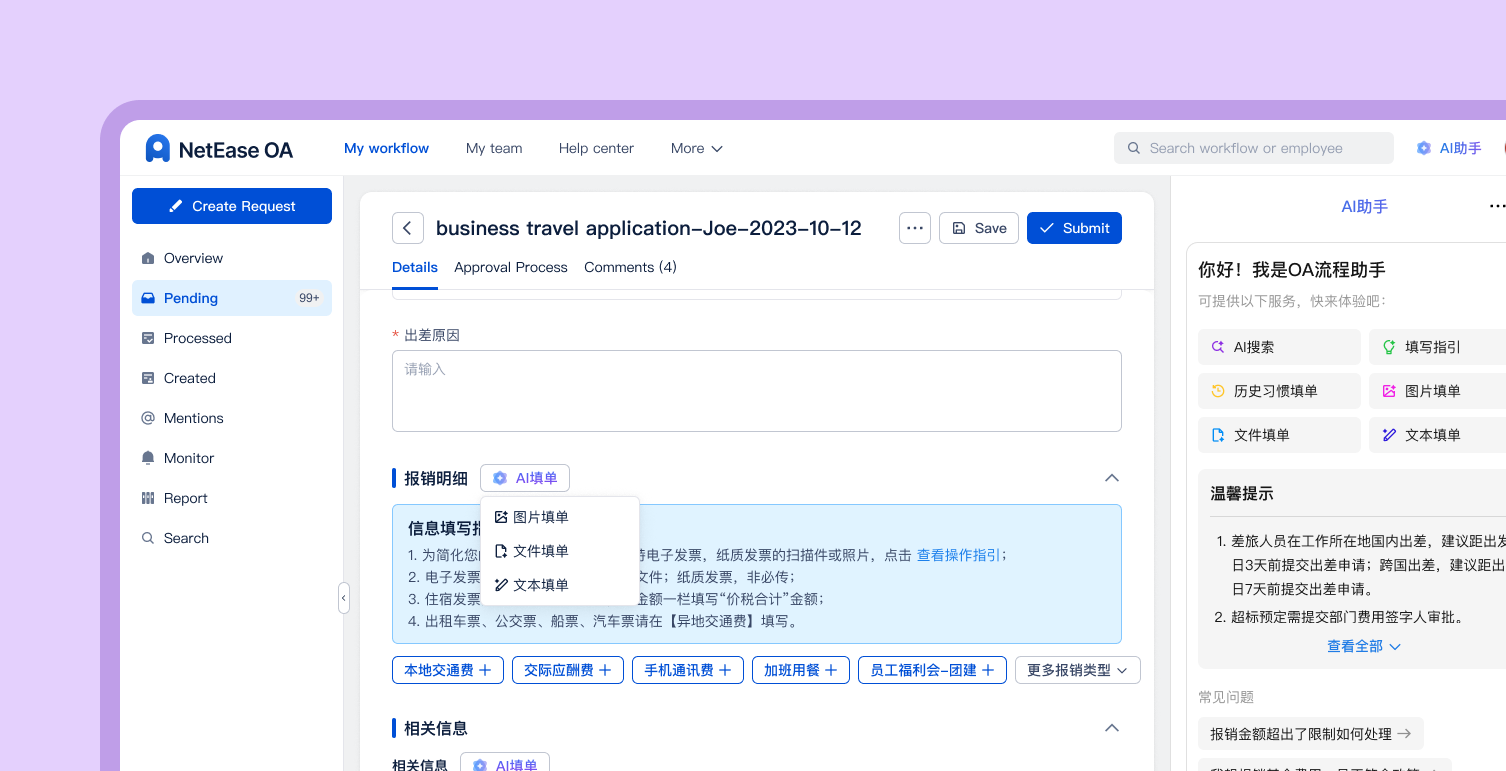 NetEase OA
My workflow
My team
Help center
More
Search workflow or employee
AI助手
Create Request
Overview
Pending
99+
Processed
Created
Mentions
Monitor
Report
Search
business travel application-Joe-2023-10-12
Save
Submit
Details
Approval Process
Comments (4)
* 出差原因
请输入
报销明细
AI填单
图片填单
文件填单
文本填单
信息填写指
1. 为简化您
电子发票，纸质发票的扫描件或照片，点击 查看操作指引；
2. 电子发票
文件；纸质发票，非必传；
3. 住宿发票
金额一栏填写“价税合计”金额；
4. 出租车票、公交票、船票、汽车票请在【异地交通费】填写。
本地交通费
交际应酬费
手机通讯费
加班用餐
员工福利会-团建
更多报销类型
相关信息
相关信息
AI填单
AI助手
你好！我是OA流程助手
可提供以下服务，快来体验吧：
AI搜索
填写指引
历史习惯填单
图片填单
文件填单
文本填单
温馨提示
1. 差旅人员在工作所在地国内出差，建议距出发
日3天前提交出差申请；跨国出差，建议距出
日7天前提交出差申请。
2. 超标预定需提交部门费用签字人审批。
查看全部
常见问题
报销金额超出了限制如何处理